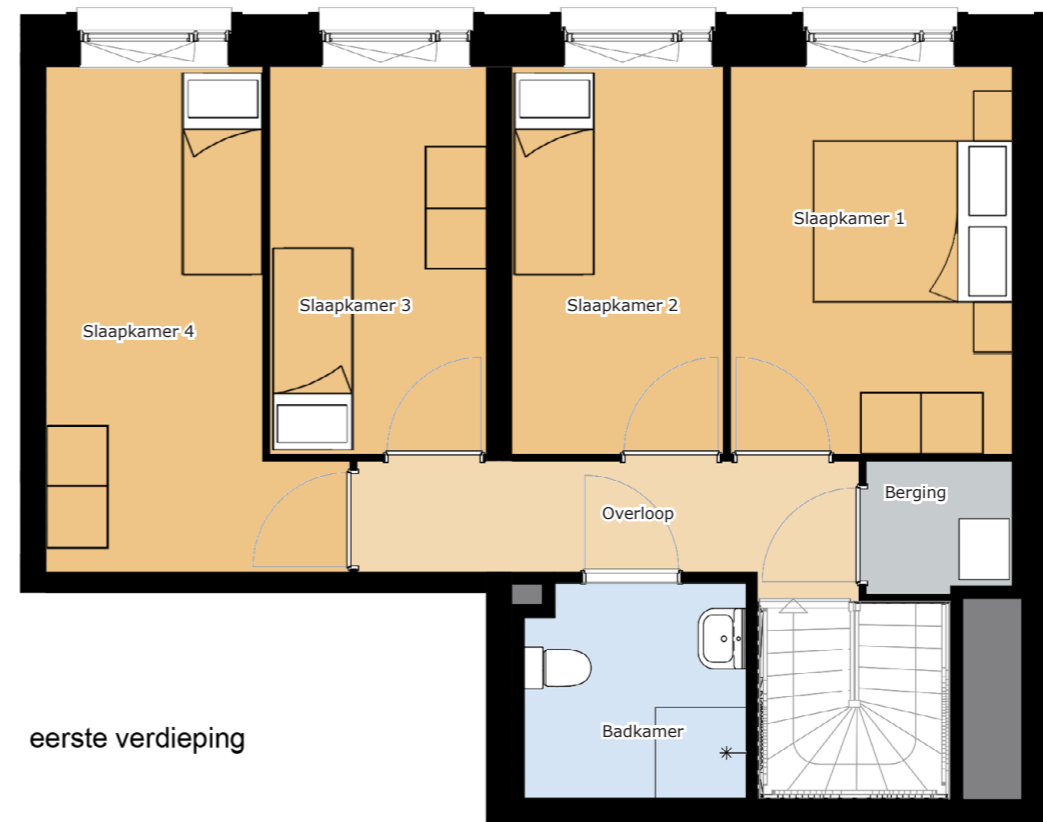 Slaapkamer 1
Slaapkamer 2
Slaapkamer 3
Slaapkamer 4
Berging
Overloop
Badkamer
eerste verdieping